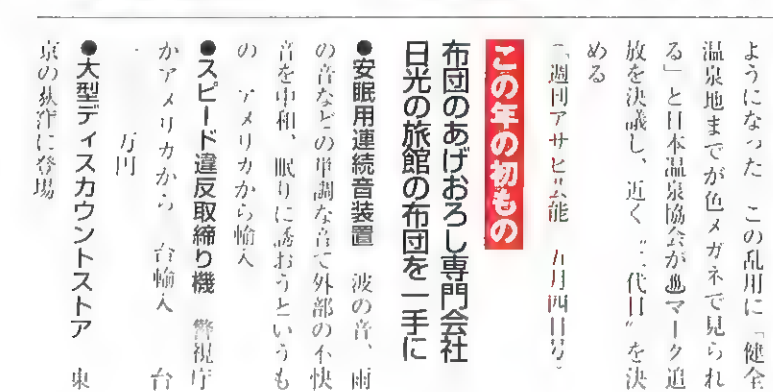 ようになった この乱用に「健全
温泉地までが色メガネで見られ
る」と日本温泉協会が♨マーク追
放を決議し、近く〝二代目〟を決
める
「週刊アサヒ芸能 五月四日号」
この年の初もの
布団のあげおろし専門会社
日光の旅館の布団を一手に
●安眠用連続音装置 波の音、雨
の音などの単調な音で外部の不快
音を中和、眠りに誘おうというも
の アメリカから輸入
●スピード違反取締り機 警視庁
がアメリカから 台輸入 台
万円
●大型ディスカウントストア 東
京の荻窪に登場